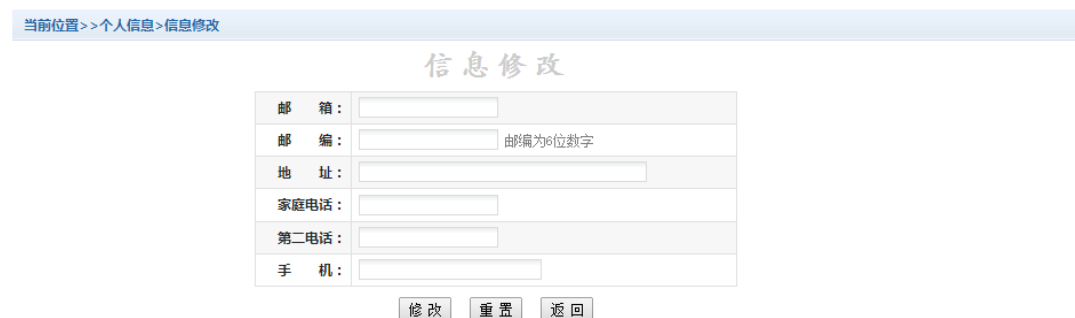 当前位置>>个人信息>信息修改
信息修改
邮 箱：
邮 编： 邮编为6位数字
地 址：
家庭电话：
第二电话：
手 机：
修改 重置 返回